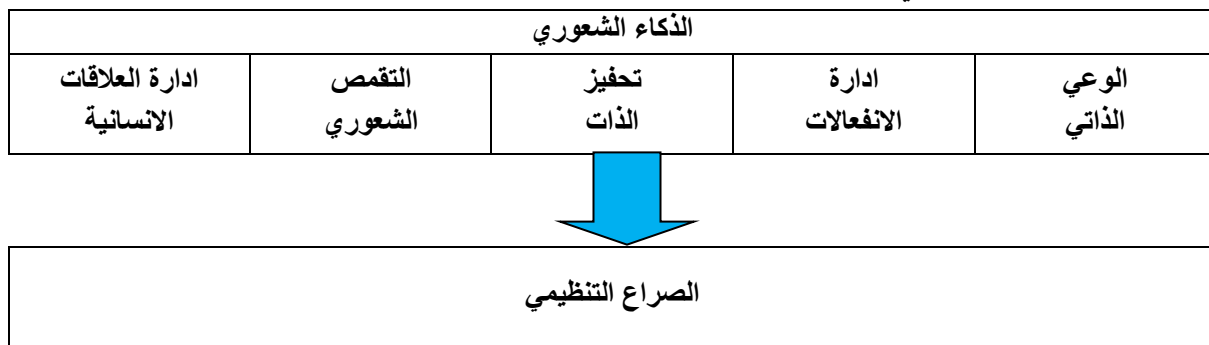 الذكاء الشعوري
الوعي
الذاتي
ادارة
الانفعالات
تحفيز
الذات
التقمص
الشعوري
ادارة العلاقات
الانسانية
الصراع التنظيمي